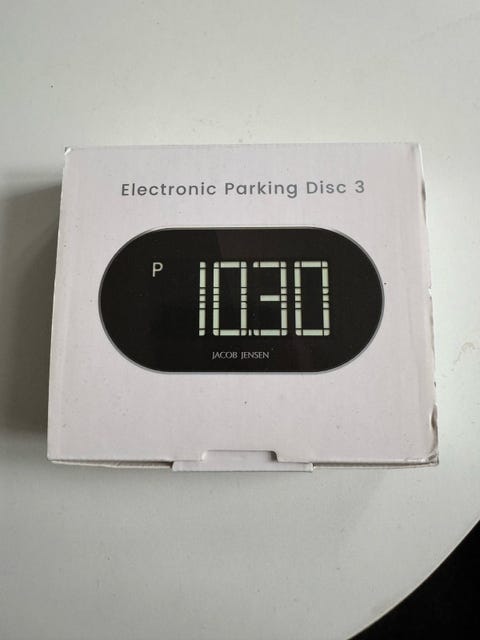 Electronic Parking Disc 3
P
10.30
JACOB JENSEN